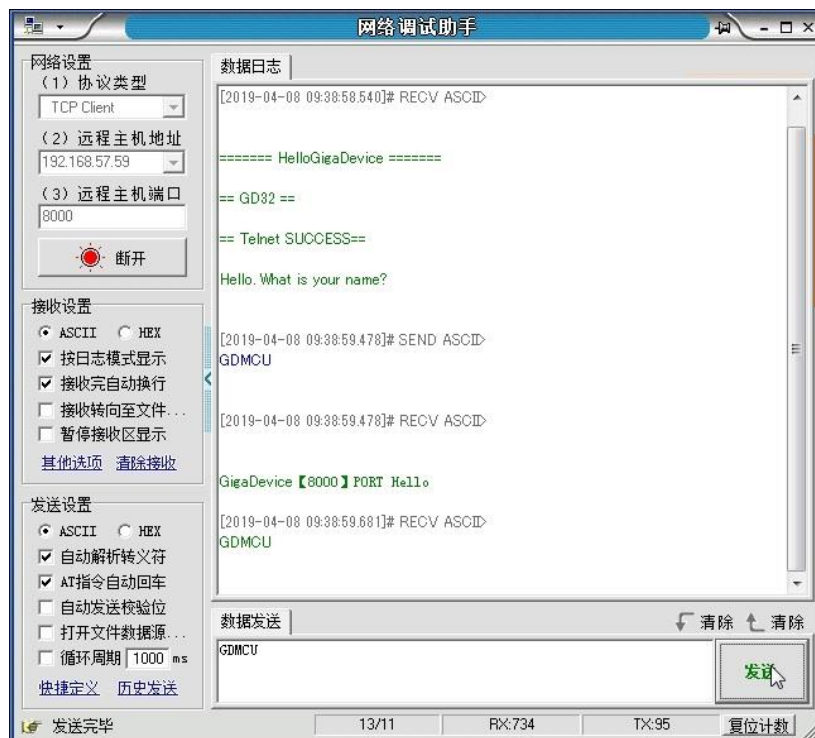 网络调试助手
网络设置
（1）协议类型
TCP Client
（2）远程主机地址
192.168.57.59
（3）远程主机端口
8000
断开
接收设置
ASCII HEX
按日志模式显示
接收完自动换行
接收转向至文件...
暂停接收区显示
其他选项 清除接收
发送设置
ASCII HEX
自动解析转义符
AT指令自动回车
自动发送校验位
打开文件数据源...
循环周期 1000 ms
快捷定义 历史发送
数据日志
[2019-04-08 09:38:58.540]# RECV ASCII>
======= HelloGigaDevice =======
== GD32 ==
== Telnet SUCCESS==
Hello. What is your name?
[2019-04-08 09:38:59.478]# SEND ASCII>
GDMCU
[2019-04-08 09:38:59.478]# RECV ASCII>
GigaDevice【8000】PORT Hello
[2019-04-08 09:38:59.681]# RECV ASCII>
GDMCU
数据发送 清除 清除
GDMCU
发送
发送完毕 13/11 RX:734 TX:95 复位计数